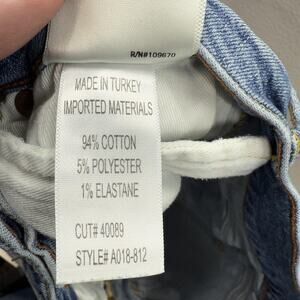 R/N#109670
MADE IN TURKEY
IMPORTED MATERIALS
94% COTTON
5% POLYESTER
1% ELASTANE
CUT# 40089
STYLE# A018-812